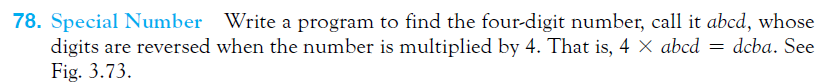 78. Special Number Write a program to find the four-digit number, call it abcd, whose
digits are reversed when the number is multiplied by 4. That is, 4 × abcd = dcba. See
Fig. 3.73.